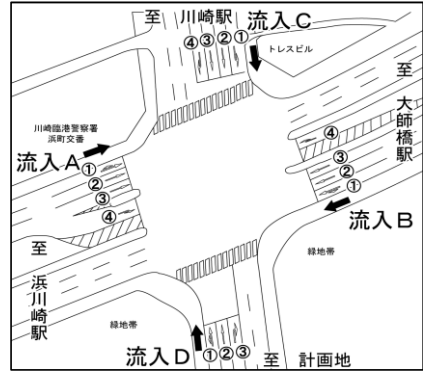 至 川崎駅 流入C
④③②①
トレスビル
至 大師橋駅
川崎臨港警察署
浜町交番
流入A
①
②
③
④
④
③
②
①
流入B
至 浜川崎駅
緑地帯
緑地帯
流入D
①②③
至 計画地